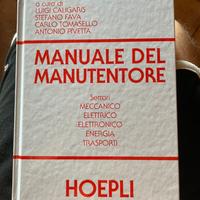 a cura di
LUIGI CALIGARIS
STEFANO FAVA
CARLO TOMASELLO
ANTONIO PIVETTA
MANUALE DEL
MANUTENTORE
Settori
MECCANICO
ELETTRICO
ELETTRONICO
ENERGIA
TRASPORTI
HOEPLI